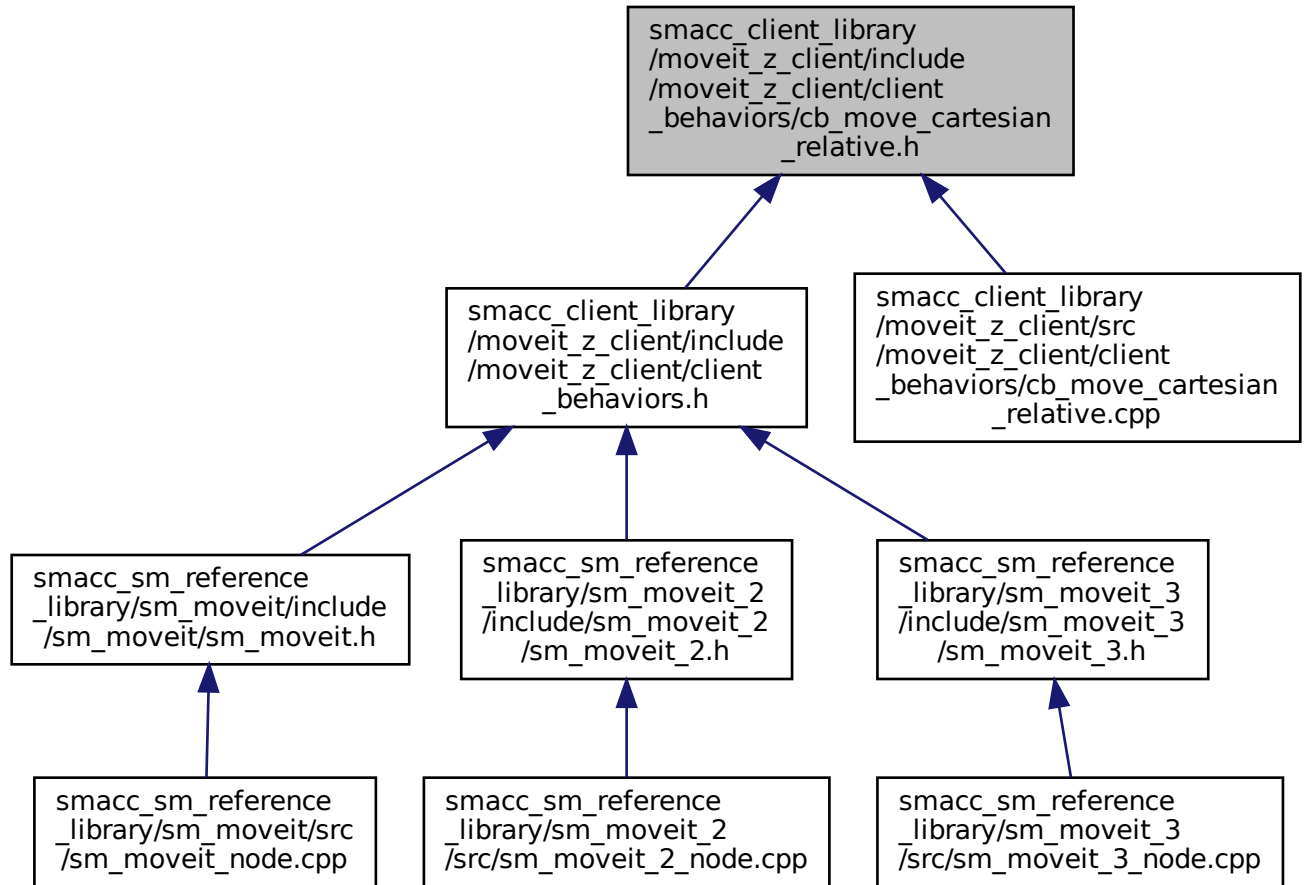 smacc_client_library
/moveit_z_client/include
/moveit_z_client/client
_behaviors/cb_move_cartesian
_relative.h
smacc_client_library
/moveit_z_client/include
/moveit_z_client/client
_behaviors.h
smacc_client_library
/moveit_z_client/src
/moveit_z_client/client
_behaviors/cb_move_cartesian
_relative.cpp
smacc_sm_reference
_library/sm_moveit/include
/sm_moveit/sm_moveit.h
smacc_sm_reference
_library/sm_moveit_2
/include/sm_moveit_2
/sm_moveit_2.h
smacc_sm_reference
_library/sm_moveit_3
/include/sm_moveit_3
/sm_moveit_3.h
smacc_sm_reference
_library/sm_moveit/src
/sm_moveit_node.cpp
smacc_sm_reference
_library/sm_moveit_2
/src/sm_moveit_2_node.cpp
smacc_sm_reference
_library/sm_moveit_3
/src/sm_moveit_3_node.cpp